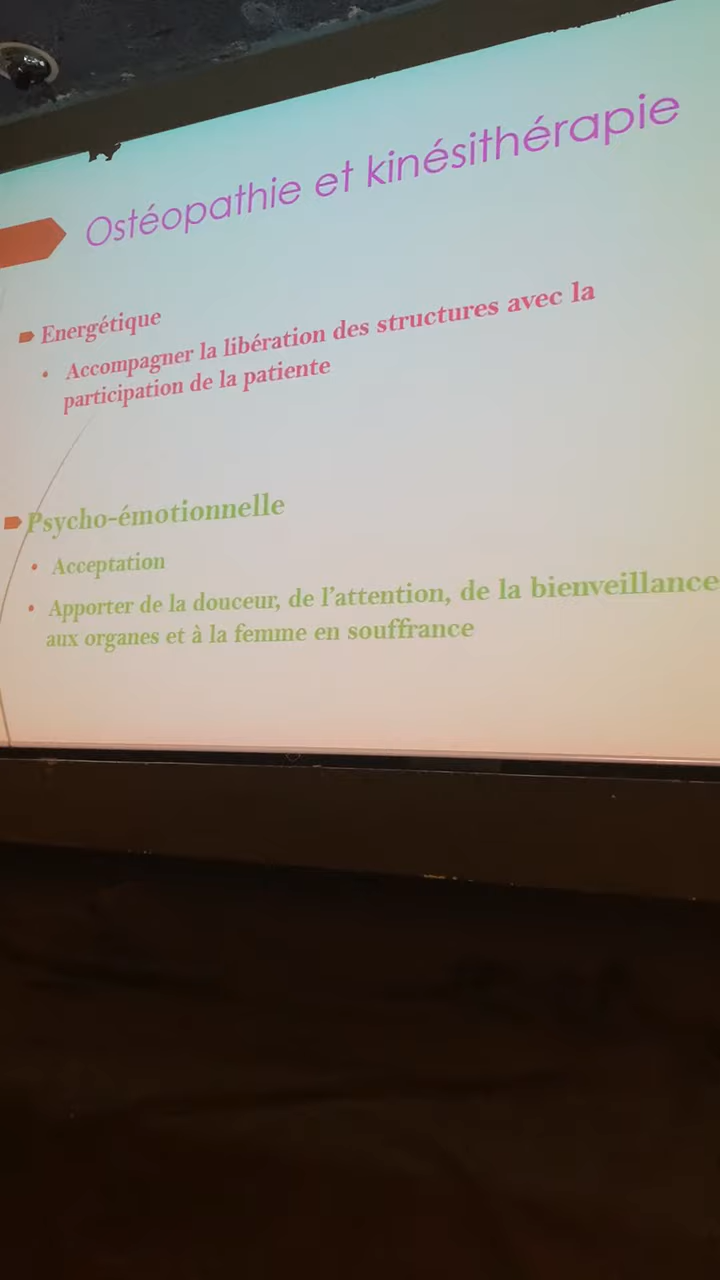 Ostéopathie et kinésithérapie
Energétique
• Accompagner la libération des structures avec la
participation de la patiente
Psycho-émotionnelle
• Acceptation
• Apporter de la douceur, de l'attention, de la bienveillance
aux organes et à la femme en souffrance